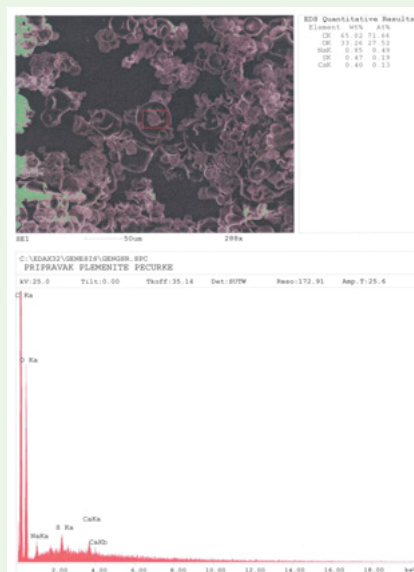 EDS Quantitative Results
Element Wt% At%
CK 65.02 71.66
OK 33.26 27.52
NaK 0.85 0.49
SK 0.47 0.19
CaK 0.40 0.13
SE1 50um 288x
C:\EDAX32\GENESIS\GENG88.SPC
PRIPRAVAK PLEMENITE PECURKE
kV:25.0 Tilt:0.00 Tkoff:35.14 Det:SUTW Reso:172.91 Amp.T:25.6
C Ka
O Ka
NaKa
S Ka
CaKa
CaKb
2.00 4.00 6.00 8.00 10.00 12.00 14.00 16.00 18.00